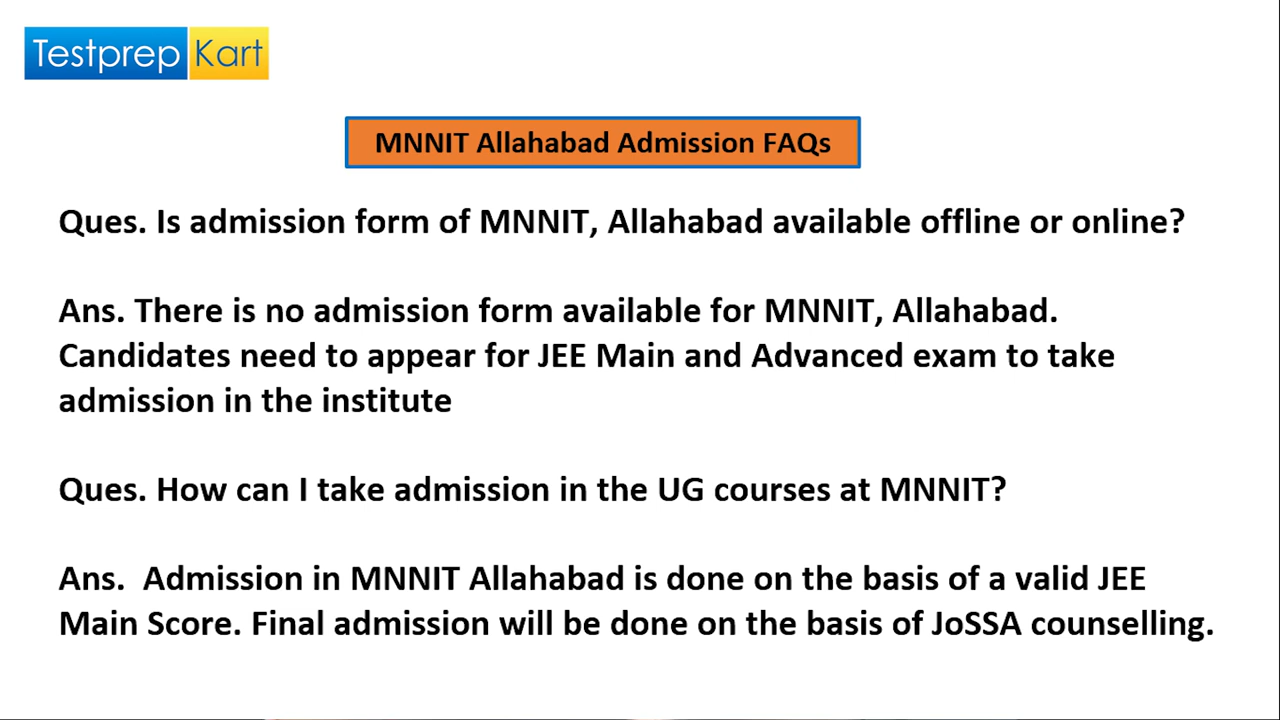 Testprep Kart
MNNIT Allahabad Admission FAQs
Ques. Is admission form of MNNIT, Allahabad available offline or online?
Ans. There is no admission form available for MNNIT, Allahabad.
Candidates need to appear for JEE Main and Advanced exam to take
admission in the institute
Ques. How can I take admission in the UG courses at MNNIT?
Ans.  Admission in MNNIT Allahabad is done on the basis of a valid JEE
Main Score. Final admission will be done on the basis of JoSSA counselling.